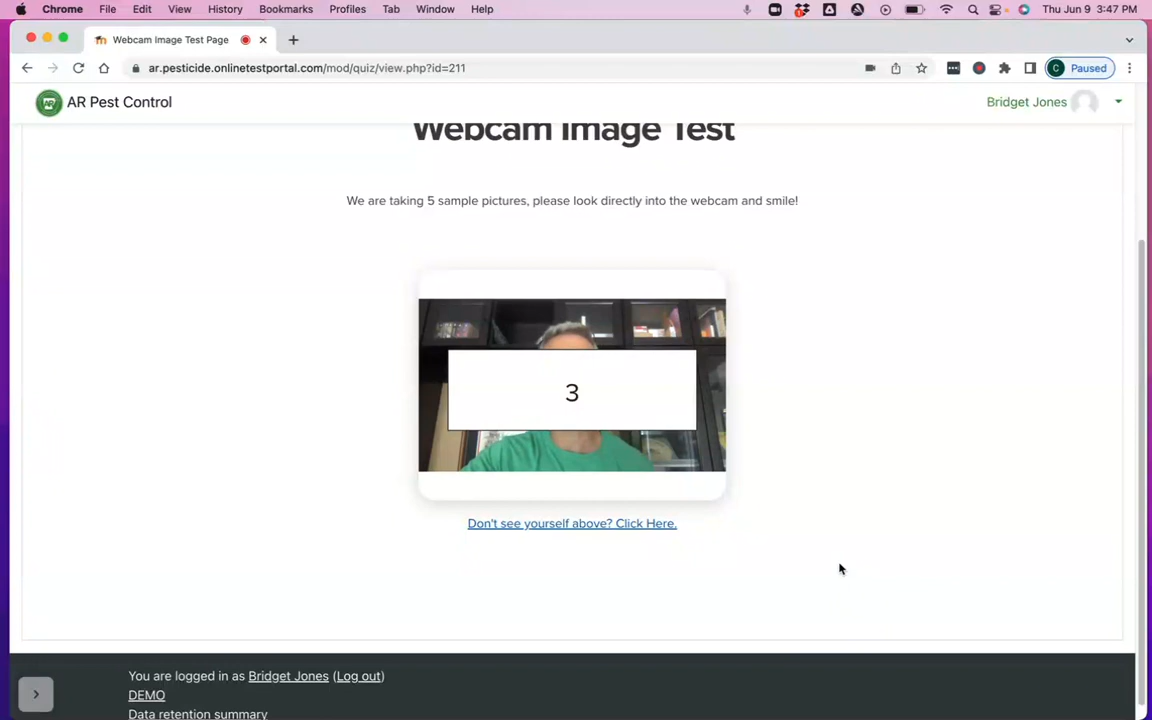 Chrome File Edit View History Bookmarks Profiles Tab Window Help Thu Jun 9 3:47 PM
Webcam Image Test Page
ar.pesticide.onlinetestportal.com/mod/quiz/view.php?id=211
C Paused
AR Pest Control
Bridget Jones
Webcam Image Test
We are taking 5 sample pictures, please look directly into the webcam and smile!
3
Don't see yourself above? Click Here.
You are logged in as Bridget Jones (Log out)
DEMO
Data retention summary